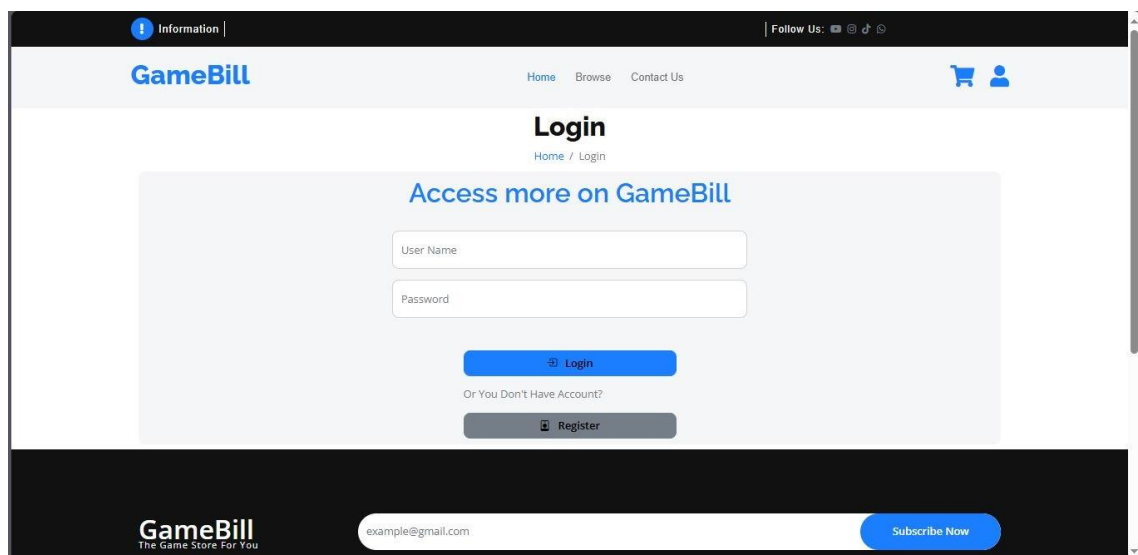 Information
Follow Us:
GameBill
Home Browse Contact Us
Login
Home / Login
Access more on GameBill
User Name
Password
Login
Or You Don't Have Account?
Register
GameBill
The Game Store For You
example@gmail.com
Subscribe Now